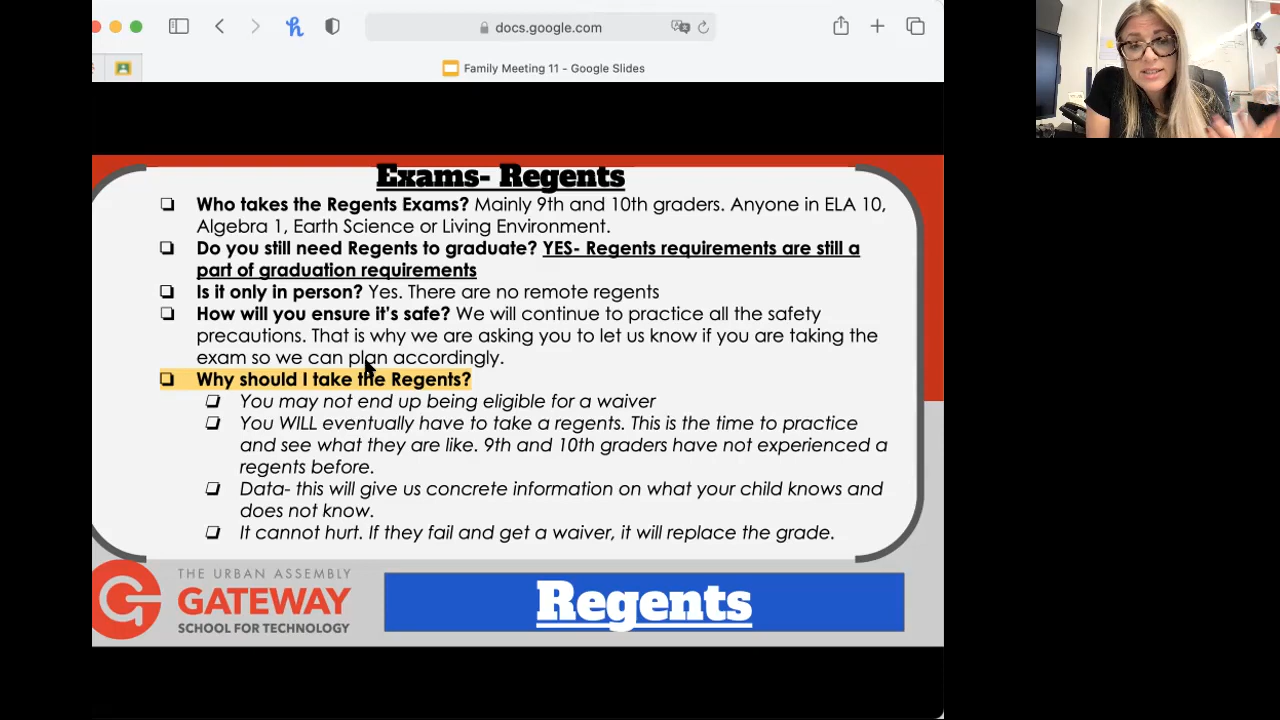 docs.google.com
Family Meeting 11 - Google Slides
Exams- Regents
Who takes the Regents Exams? Mainly 9th and 10th graders. Anyone in ELA 10,
Algebra 1, Earth Science or Living Environment.
Do you still need Regents to graduate? YES- Regents requirements are still a
part of graduation requirements
Is it only in person? Yes. There are no remote regents
How will you ensure it's safe? We will continue to practice all the safety
precautions. That is why we are asking you to let us know if you are taking the
exam so we can plan accordingly.
Why should I take the Regents?
You may not end up being eligible for a waiver
You WILL eventually have to take a regents. This is the time to practice
and see what they are like. 9th and 10th graders have not experienced a
regents before.
Data- this will give us concrete information on what your child knows and
does not know.
It cannot hurt. If they fail and get a waiver, it will replace the grade.
THE URBAN ASSEMBLY
GATEWAY
SCHOOL FOR TECHNOLOGY
Regents